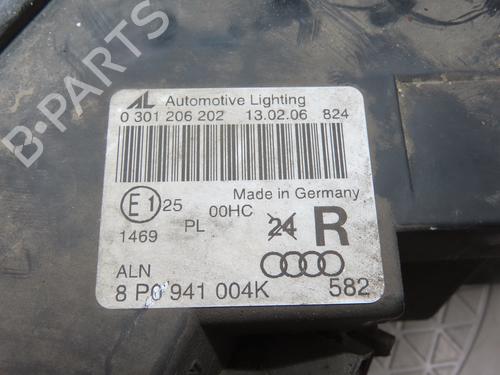 AL Automotive Lighting
0 301 206 202 13.02.06 824
Made in Germany
E1 25 00HC 24 R
1469 PL
ALN
8 P0 941 004K 582
B-PARTS